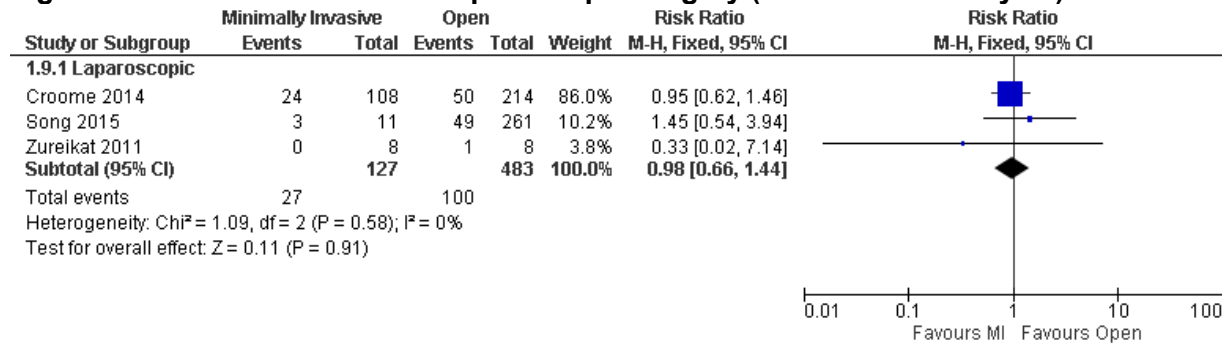 Minimally Invasive Open Risk Ratio Risk Ratio
Study or Subgroup Events Total Events Total Weight M-H, Fixed, 95% CI M-H, Fixed, 95% CI
1.9.1 Laparoscopic
Croome 2014 24 108 50 214 86.0% 0.95 [0.62, 1.46]
Song 2015 3 11 49 261 10.2% 1.45 [0.54, 3.94]
Zureikat 2011 0 8 1 8 3.8% 0.33 [0.02, 7.14]
Subtotal (95% CI) 127 483 100.0% 0.98 [0.66, 1.44]
Total events 27 100
Heterogeneity: Chi² = 1.09, df = 2 (P = 0.58); I² = 0%
Test for overall effect: Z = 0.11 (P = 0.91)
0.01 0.1 1 10 100
Favours MI Favours Open